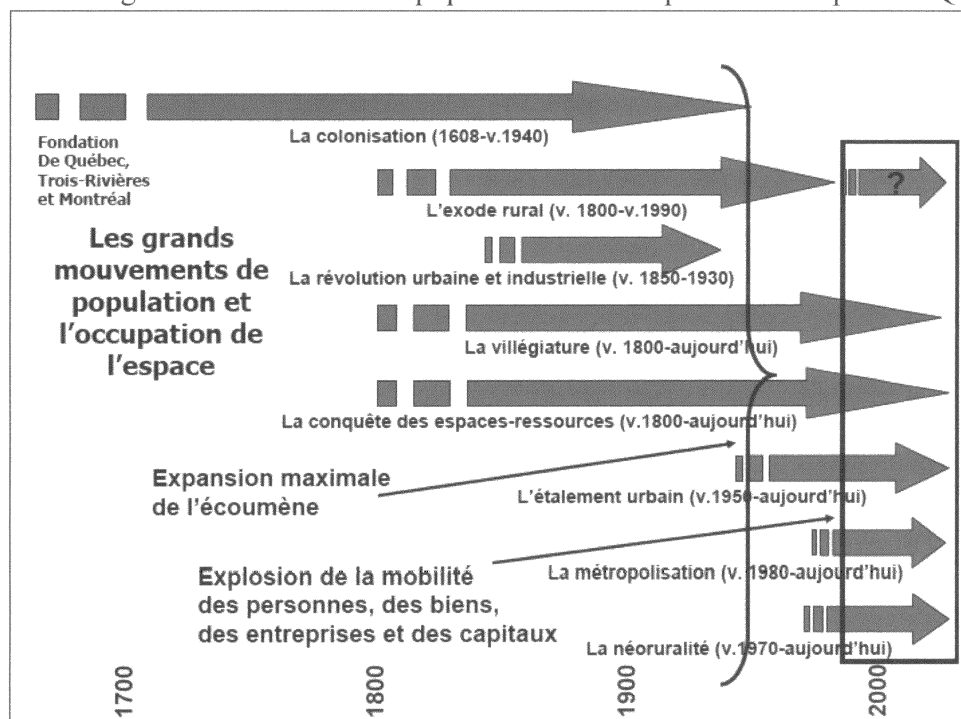 La colonisation (1608-v.1940)
Fondation
De Québec,
Trois-Rivières
et Montréal
L'exode rural (v. 1800-v.1990)
?
Les grands
mouvements de
population et
l'occupation de
l'espace
La révolution urbaine et industrielle (v. 1850-1930)
La villégiature (v. 1800-aujourd'hui)
La conquête des espaces-ressources (v.1800-aujourd'hui)
Expansion maximale
de l'écoumène
L'étalement urbain (v.1950-aujourd'hui)
Explosion de la mobilité
des personnes, des biens,
des entreprises et des capitaux
La métropolisation (v. 1980-aujourd'hui)
La néoruralité (v.1970-aujourd'hui)
1700
1800
1900
2000